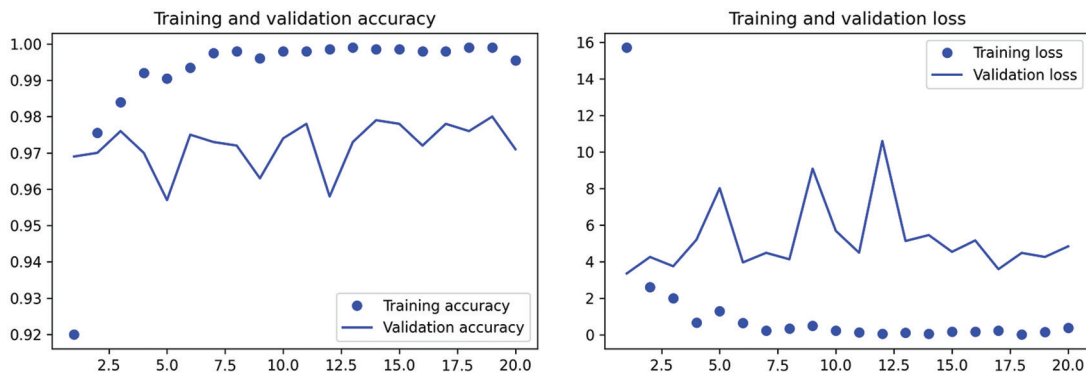 Training and validation accuracy
1.00
0.99
0.98
0.97
0.96
0.95
0.94
0.93
0.92
Training accuracy
Validation accuracy
2.5 5.0 7.5 10.0 12.5 15.0 17.5 20.0
Training and validation loss
16
14
12
10
8
6
4
2
0
Training loss
Validation loss
2.5 5.0 7.5 10.0 12.5 15.0 17.5 20.0